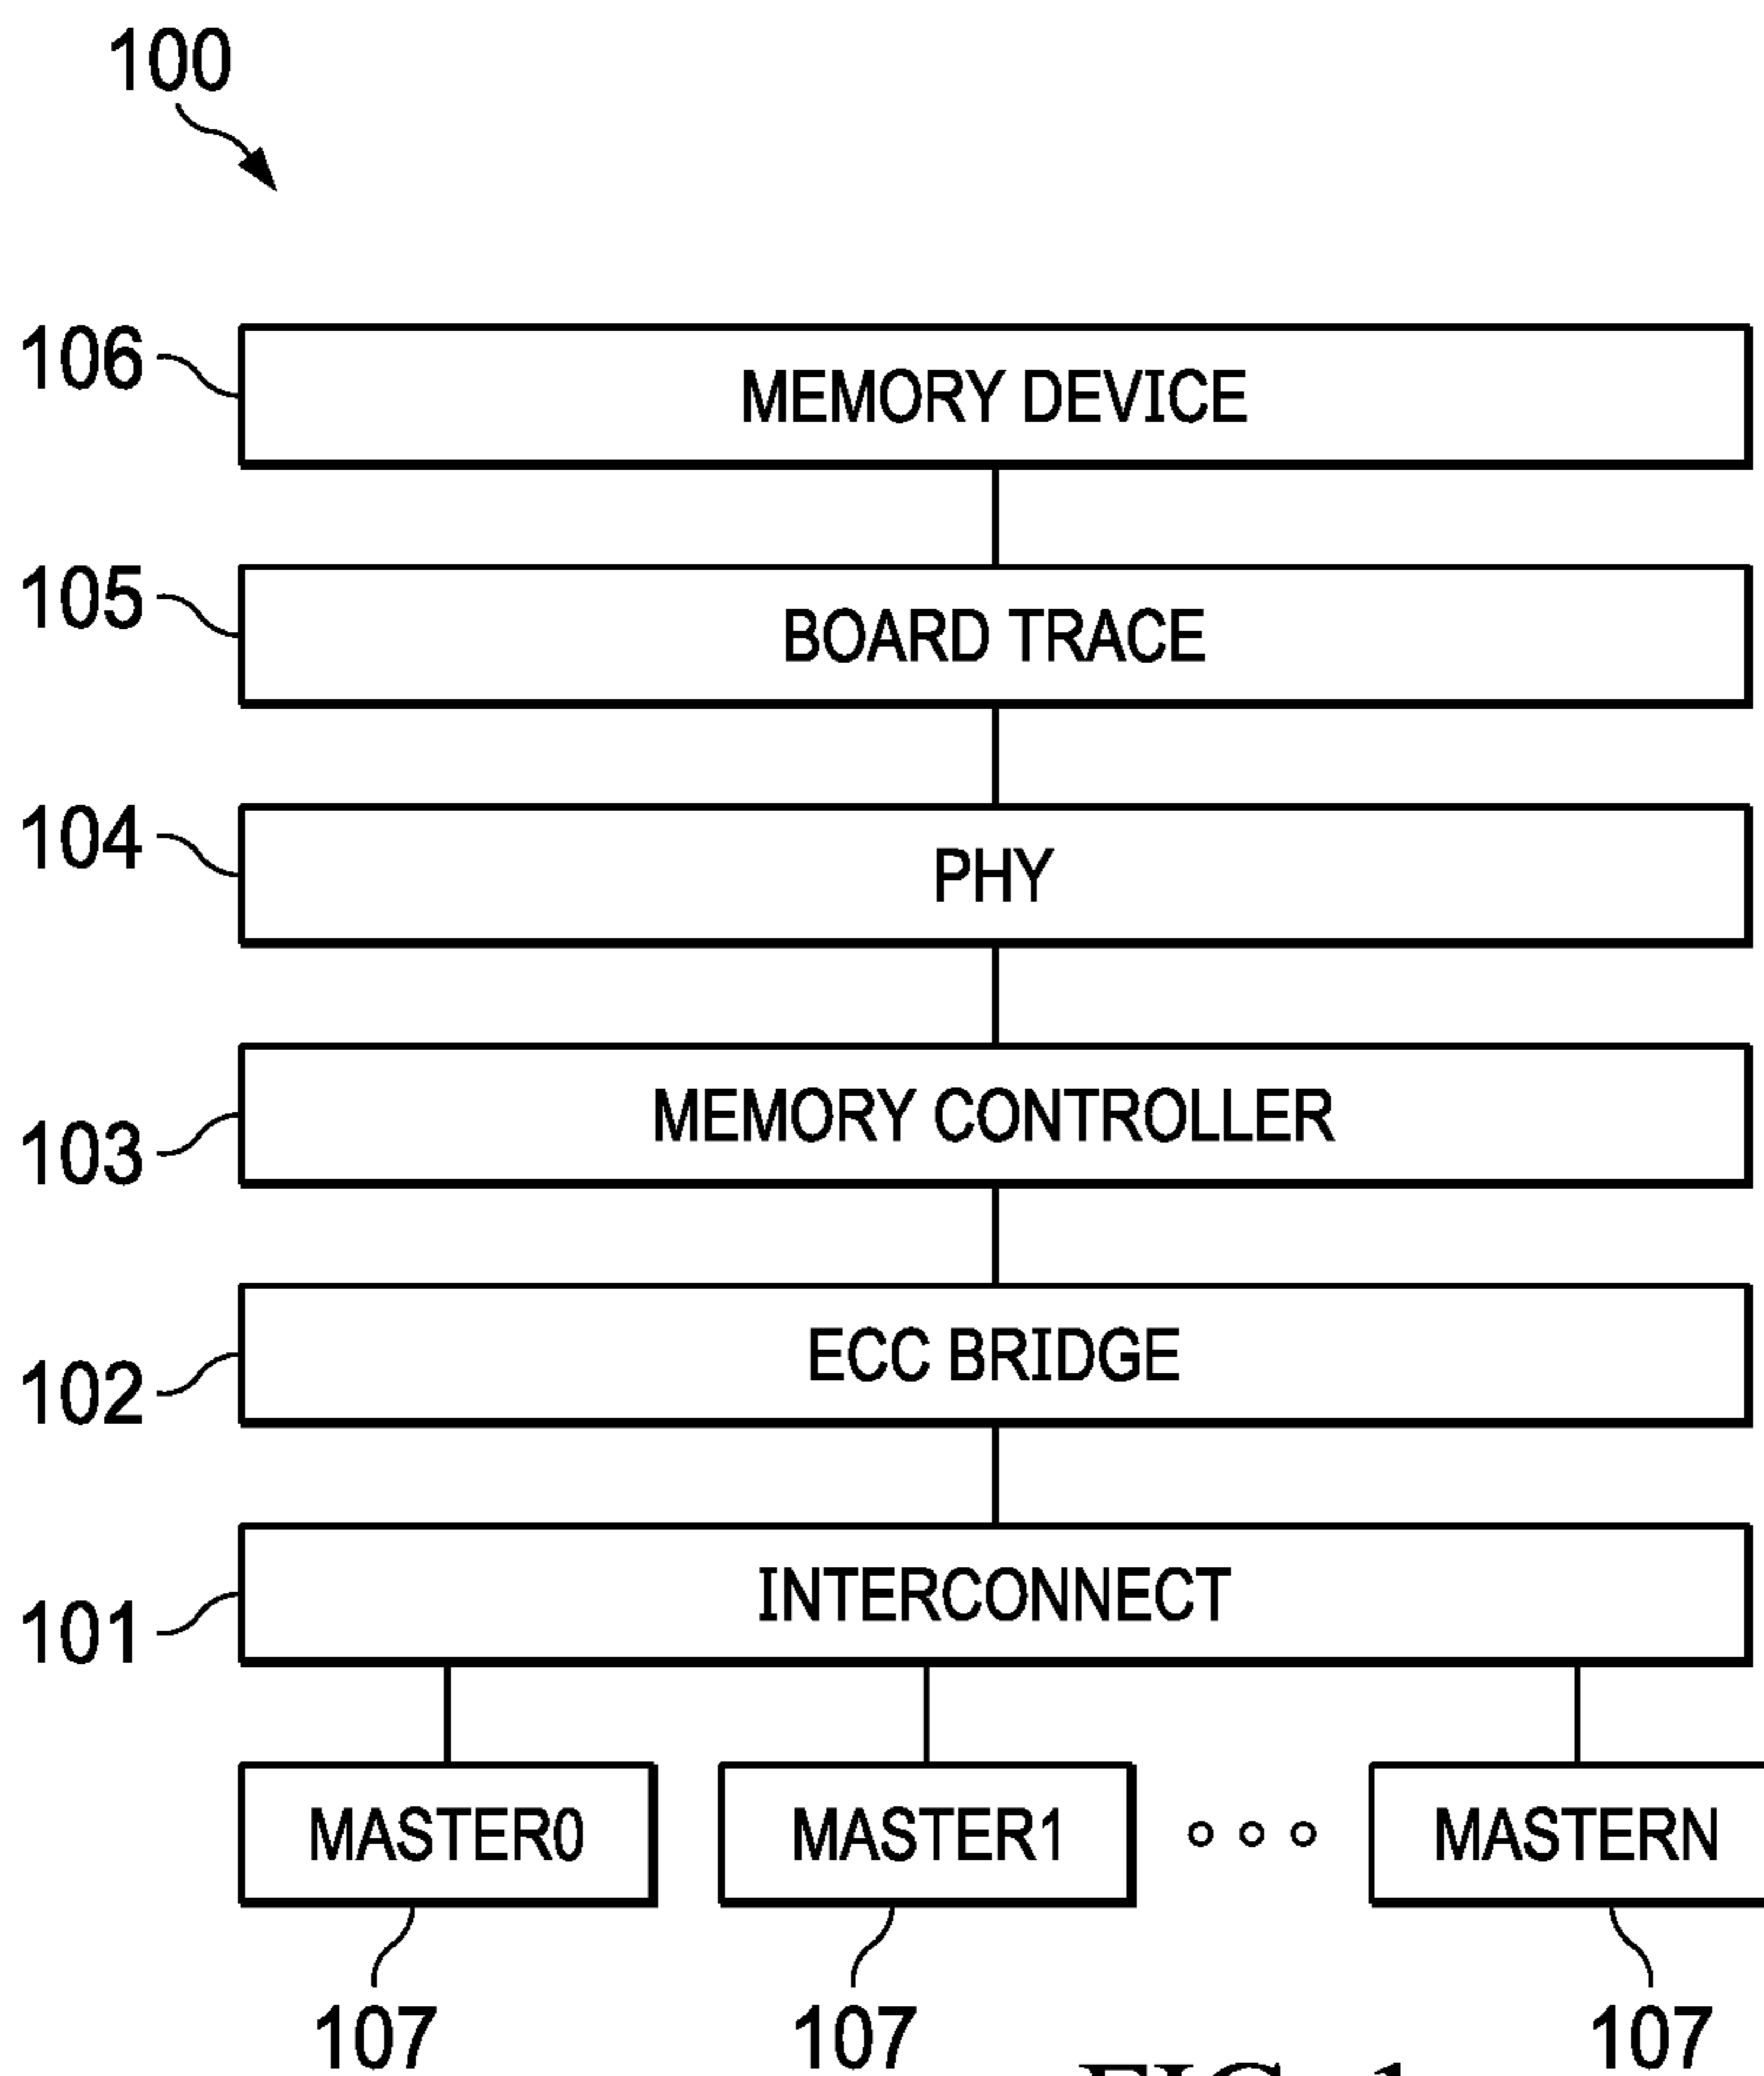 100
106 MEMORY DEVICE
105 BOARD TRACE
104 PHY
103 MEMORY CONTROLLER
102 ECC BRIDGE
101 INTERCONNECT
MASTER0 MASTER1 MASTERN
107 107 107